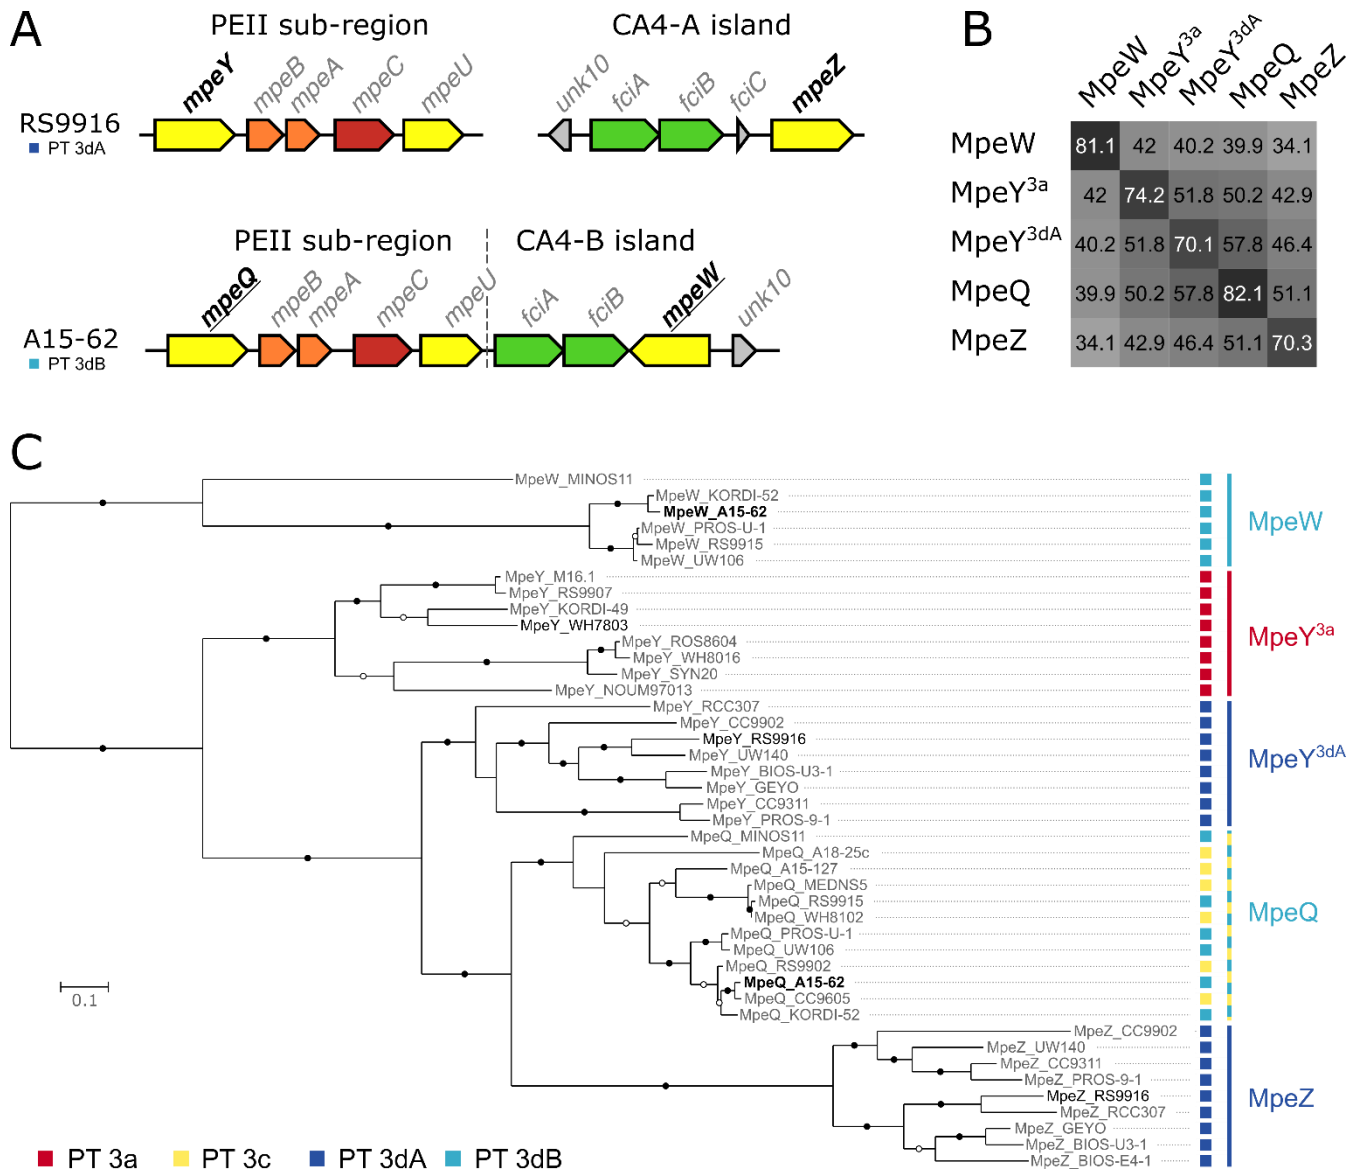 A
PEII sub-region
CA4-A island
mpeY
mpeB
mpeA
mpeC
mpeU
unk10
fciA
fciB
fciC
mpeZ
RS9916
PT 3dA
PEII sub-region
CA4-B island
mpeQ
mpeB
mpeA
mpeC
mpeU
fciA
fciB
mpeW
unk10
A15-62
PT 3dB
B
MpeW
MpeY3a
MpeY3dA
MpeQ
MpeZ
MpeW 81.1 42 40.2 39.9 34.1
MpeY3a 42 74.2 51.8 50.2 42.9
MpeY3dA 40.2 51.8 70.1 57.8 46.4
MpeQ 39.9 50.2 57.8 82.1 51.1
MpeZ 34.1 42.9 46.4 51.1 70.3
C
MpeW_MINOS11
MpeW_KORDI-52
MpeW_A15-62
MpeW_PROS-U-1
MpeW_RS9915
MpeW_UW106
MpeW
MpeY_M16.1
MpeY_RS9907
MpeY_KORDI-49
MpeY_WH7803
MpeY_ROS8604
MpeY_WH8016
MpeY_SYN20
MpeY_NOUM97013
MpeY3a
MpeY_RCC307
MpeY_CC9902
MpeY_RS9916
MpeY_UW140
MpeY_BIOS-U3-1
MpeY_GEYO
MpeY_CC9311
MpeY_PROS-9-1
MpeY3dA
MpeQ_MINOS11
MpeQ_A18-25c
MpeQ_A15-127
MpeQ_MEDNS5
MpeQ_RS9915
MpeQ_WH8102
MpeQ_PROS-U-1
MpeQ_UW106
MpeQ_RS9902
MpeQ_A15-62
MpeQ_CC9605
MpeQ_KORDI-52
MpeQ
MpeZ_CC9902
MpeZ_UW140
MpeZ_CC9311
MpeZ_PROS-9-1
MpeZ_RS9916
MpeZ_RCC307
MpeZ_GEYO
MpeZ_BIOS-U3-1
MpeZ_BIOS-E4-1
MpeZ
0.1
PT 3a
PT 3c
PT 3dA
PT 3dB